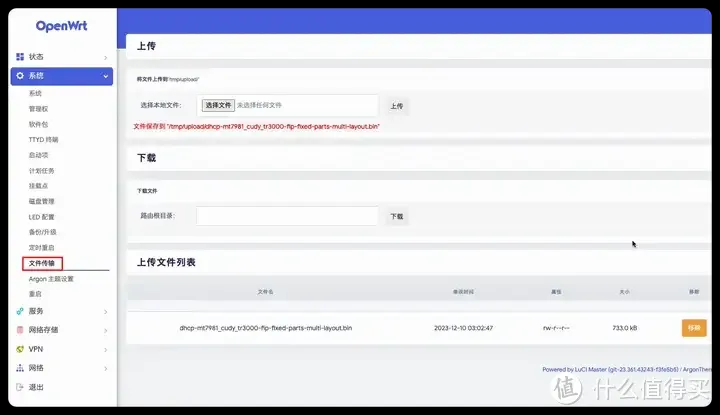 OpenWrt
状态
系统
系统
管理权
软件包
TTYD 终端
启动项
计划任务
挂载点
磁盘管理
LED 配置
备份/升级
定时重启
文件传输
Argon 主题设置
重启
服务
网络存储
VPN
网络
退出
上传
将文件上传到"/tmp/upload/"
选择本地文件: 选择文件 未选择任何文件 上传
文件保存到 "/tmp/upload/dhcp-mt7981_cudy_tr3000-fip-fixed-parts-multi-layout.bin"
下载
下载文件
路由根目录: 下载
上传文件列表
文件名 修改时间 属性 大小 移除
dhcp-mt7981_cudy_tr3000-fip-fixed-parts-multi-layout.bin 2023-12-10 03:02:47 rw-r--r-- 733.0 kB 移除
Powered by LuCI Master (git-23.361.43249-f3fa6b5) / ArgonThem
值 什么值得买